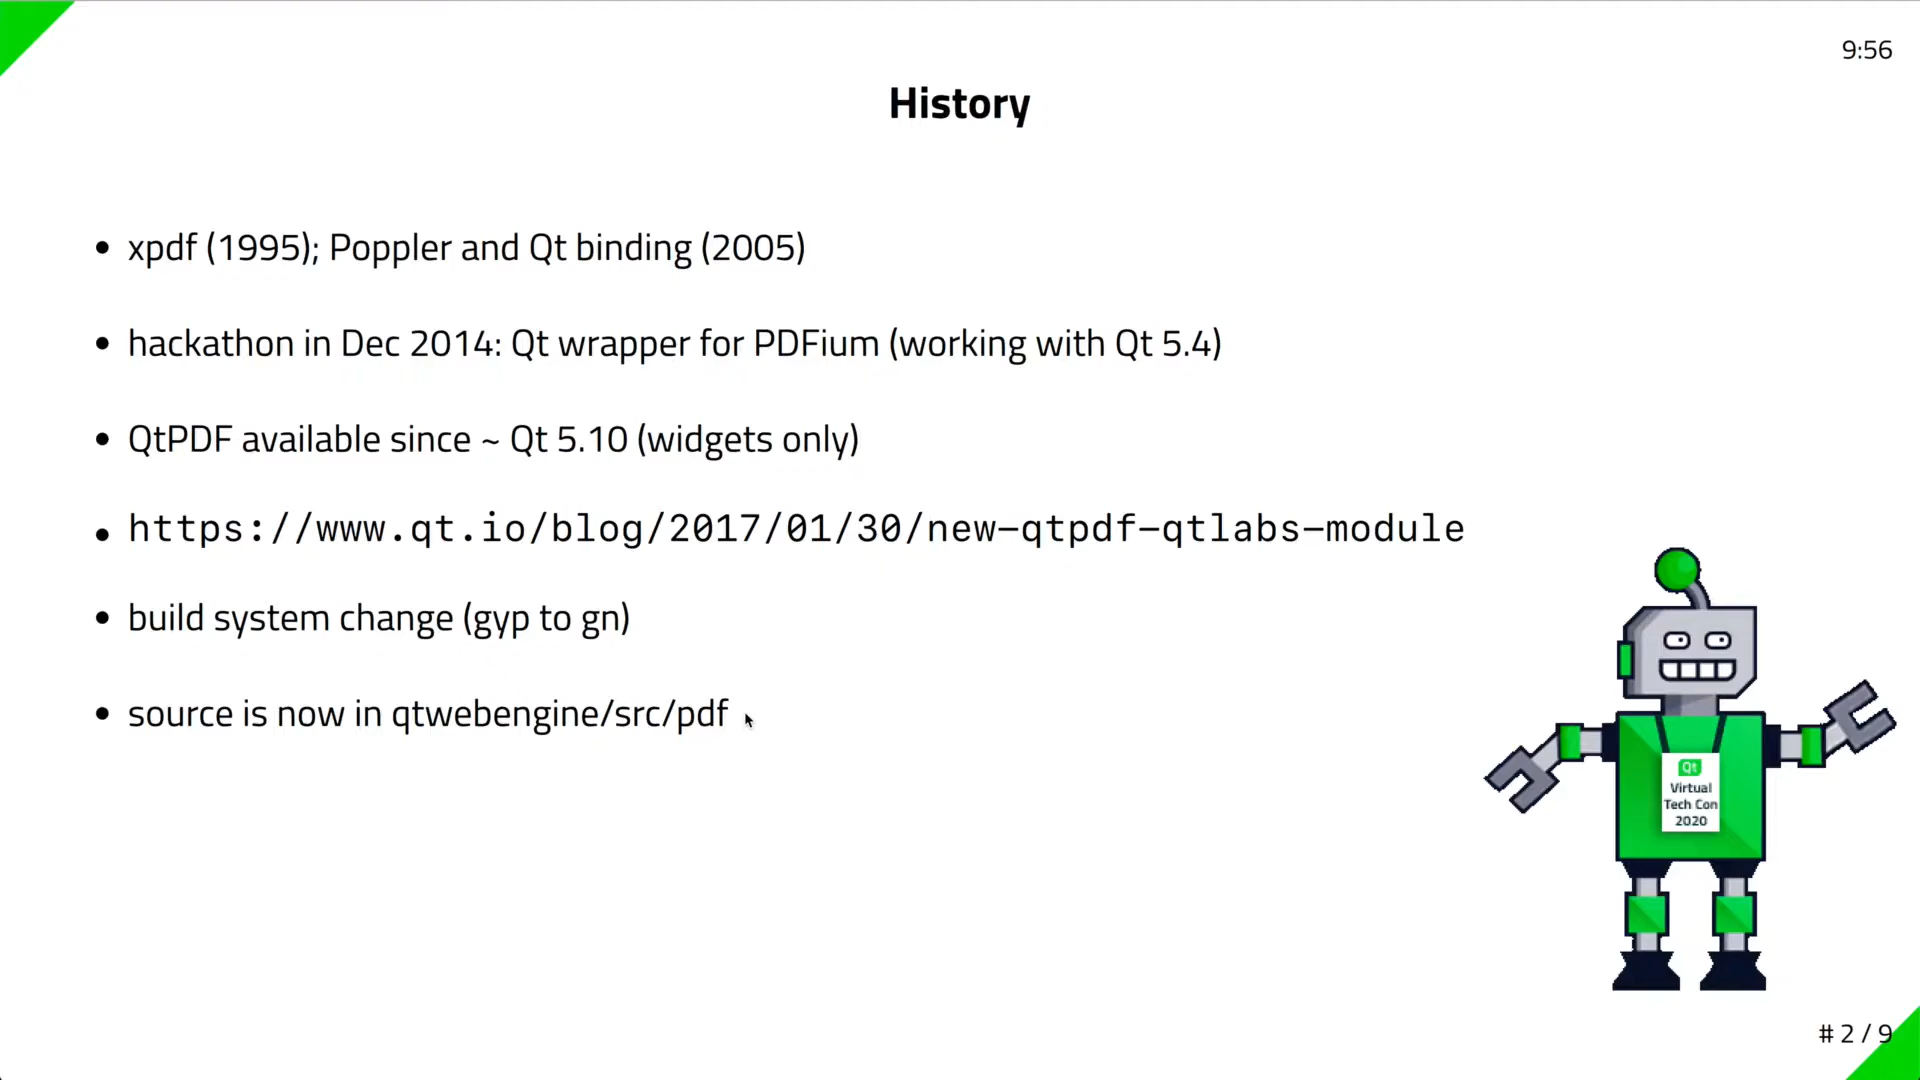 9:56
History
• xpdf (1995); Poppler and Qt binding (2005)
• hackathon in Dec 2014: Qt wrapper for PDFium (working with Qt 5.4)
• QtPDF available since ~ Qt 5.10 (widgets only)
• https://www.qt.io/blog/2017/01/30/new-qtpdf-qtlabs-module
• build system change (gyp to gn)
• source is now in qtwebengine/src/pdf
Qt
Virtual
Tech Con
2020
# 2 / 9